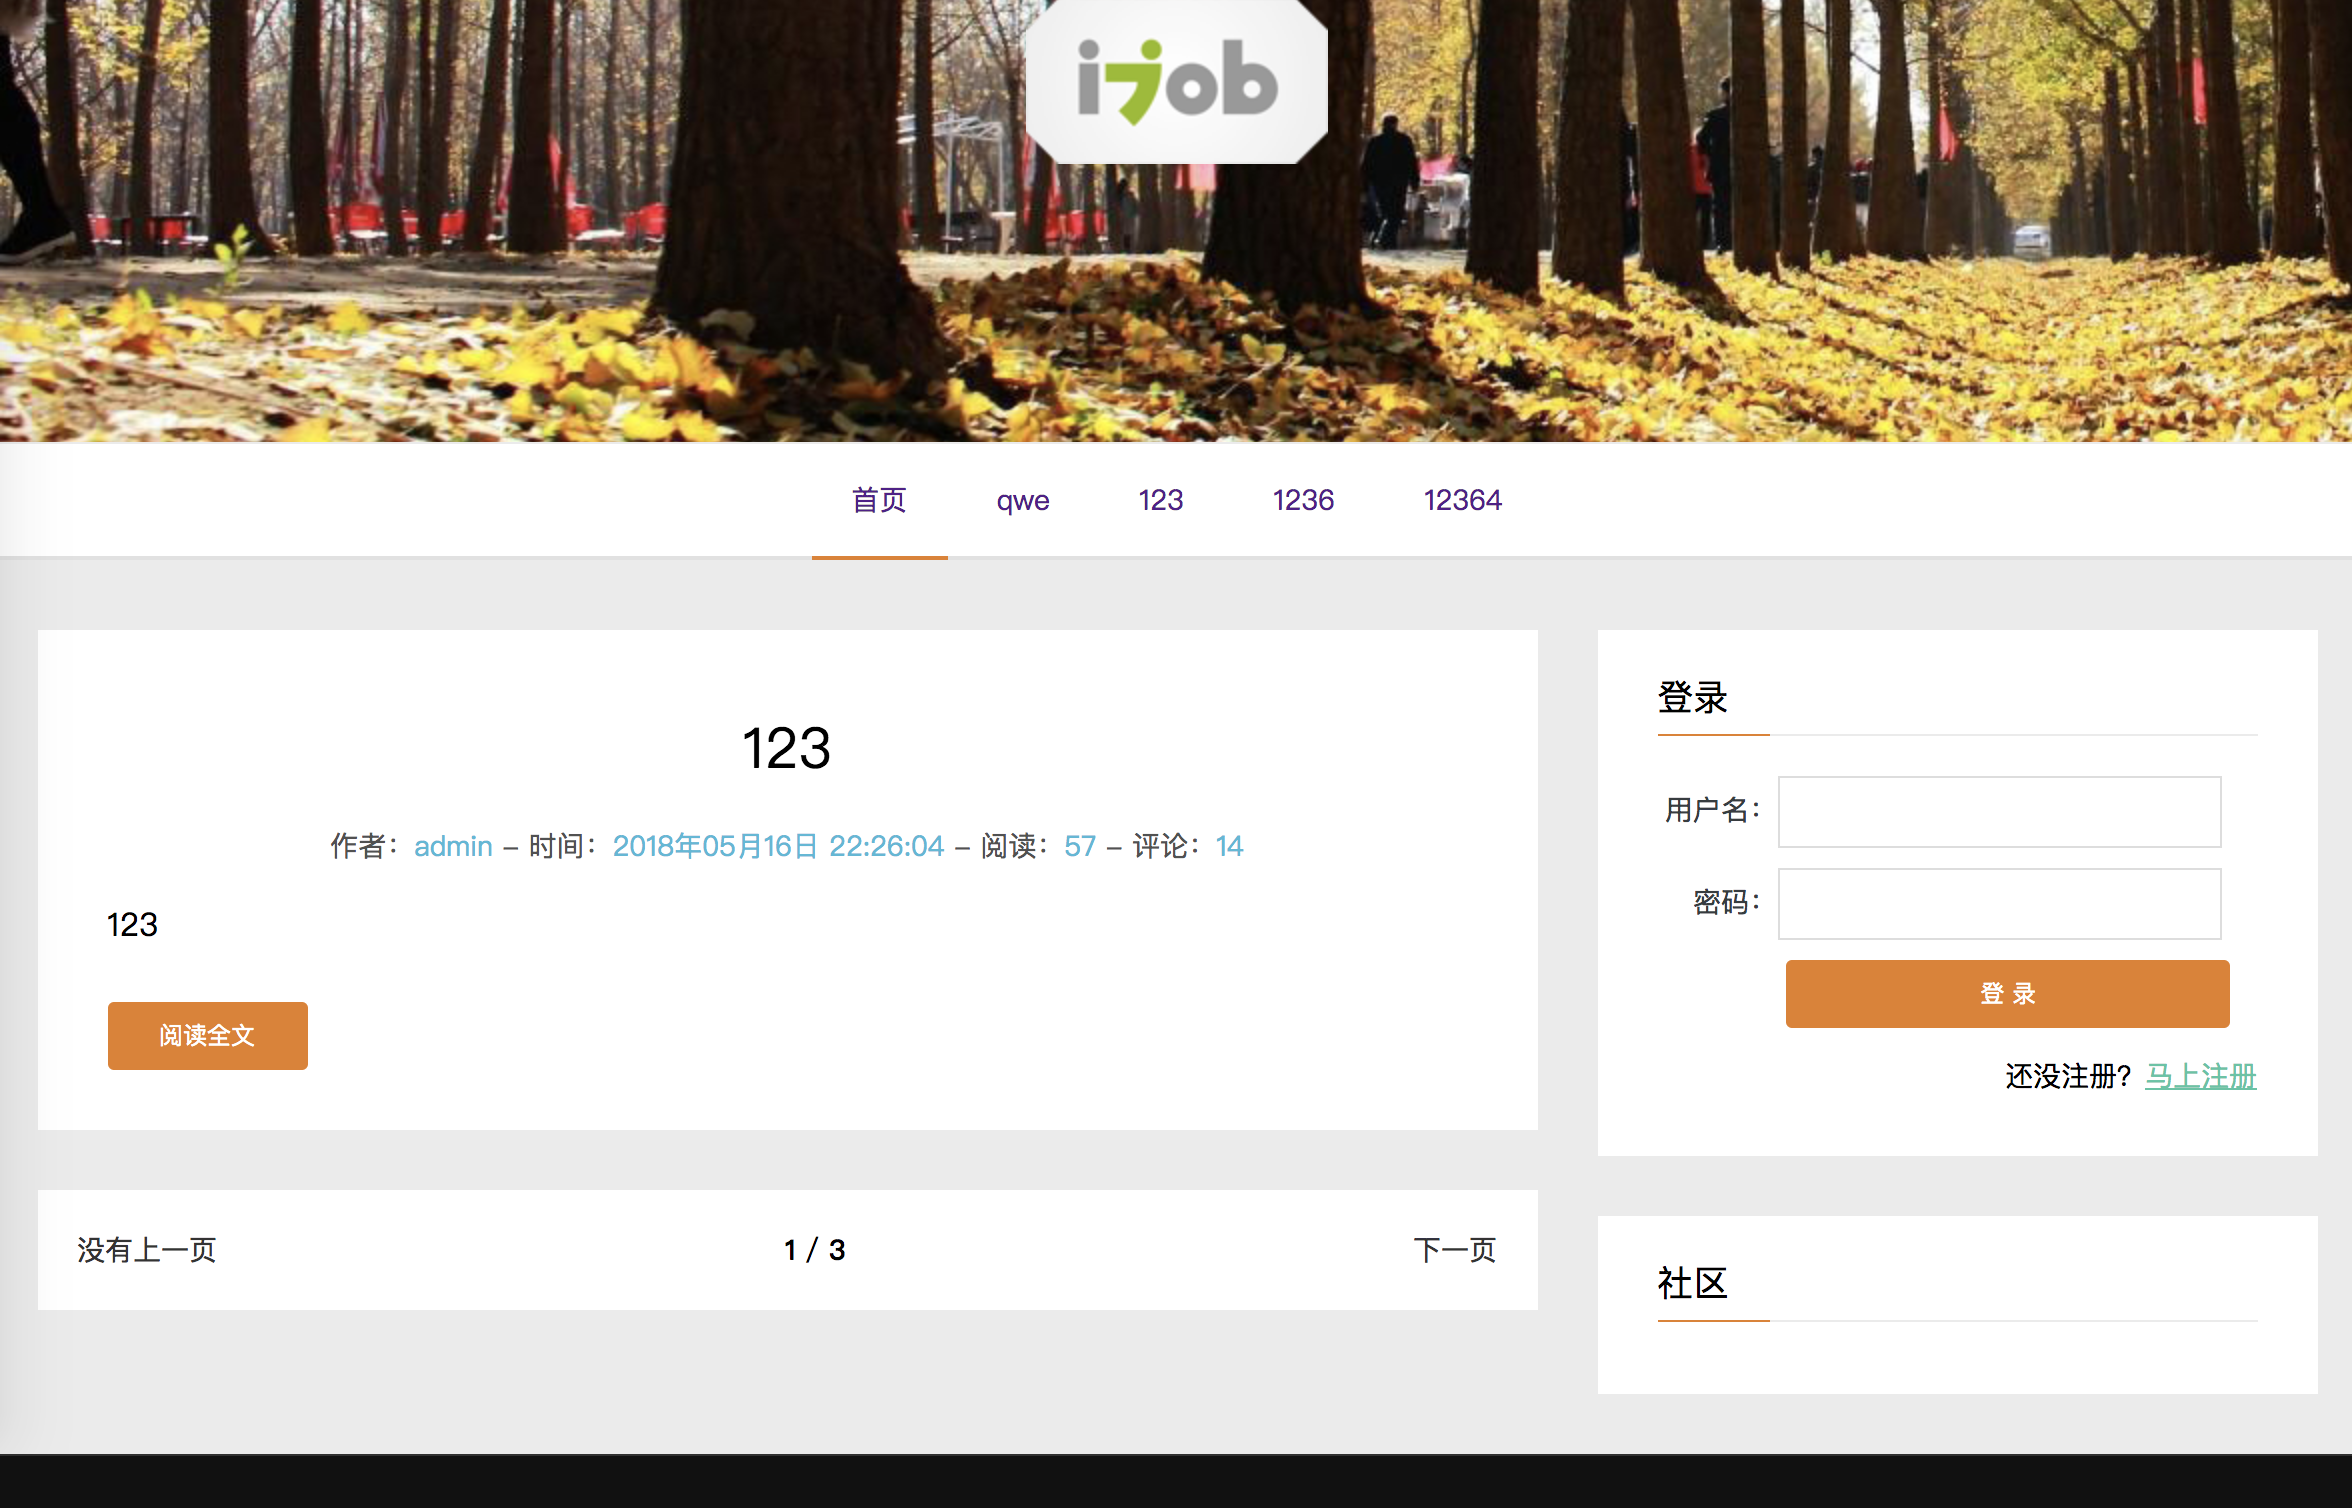 i7ob
首页 qwe 123 1236 12364
123
作者：admin – 时间：2018年05月16日 22:26:04 – 阅读：57 – 评论：14
123
阅读全文
没有上一页 1 / 3 下一页
登录
用户名：
密码：
登 录
还没注册？ 马上注册
社区